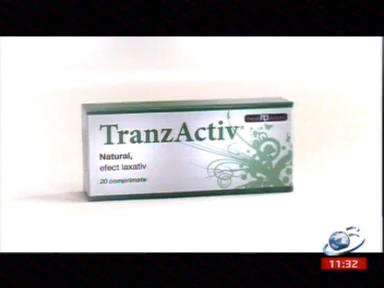 TranzActiv®
Natural,
efect laxativ
20 comprimate
11:32